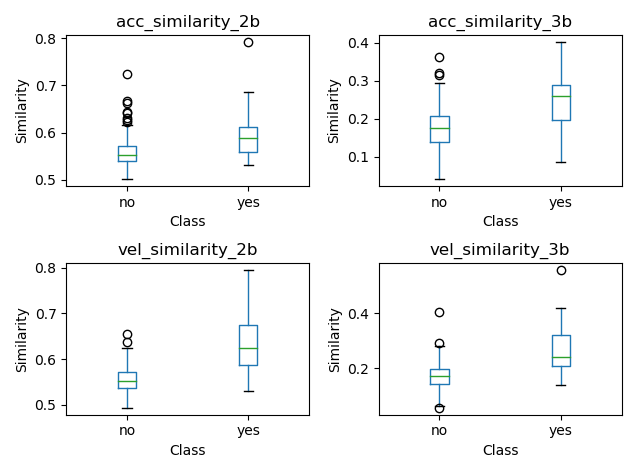 acc_similarity_2b
Similarity
0.8
0.7
0.6
0.5
no
yes
Class
acc_similarity_3b
Similarity
0.4
0.3
0.2
0.1
no
yes
Class
vel_similarity_2b
Similarity
0.8
0.7
0.6
0.5
no
yes
Class
vel_similarity_3b
Similarity
0.4
0.2
no
yes
Class